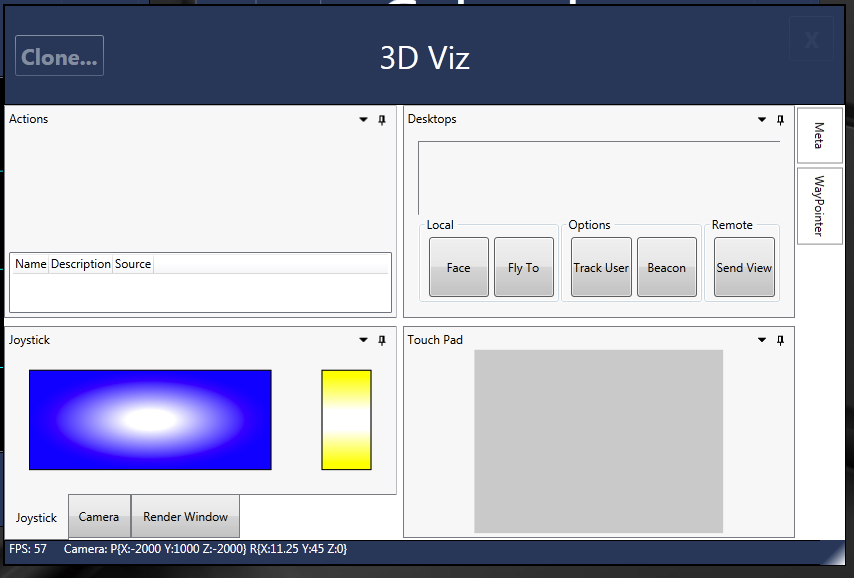 Clone...
3D Viz
X
Actions
Desktops
Meta
WayPointer
Local
Options
Remote
Face
Fly To
Track User
Beacon
Send View
Name Description Source
Joystick
Touch Pad
Joystick
Camera
Render Window
FPS: 57 Camera: P{X:-2000 Y:1000 Z:-2000} R{X:11.25 Y:45 Z:0}